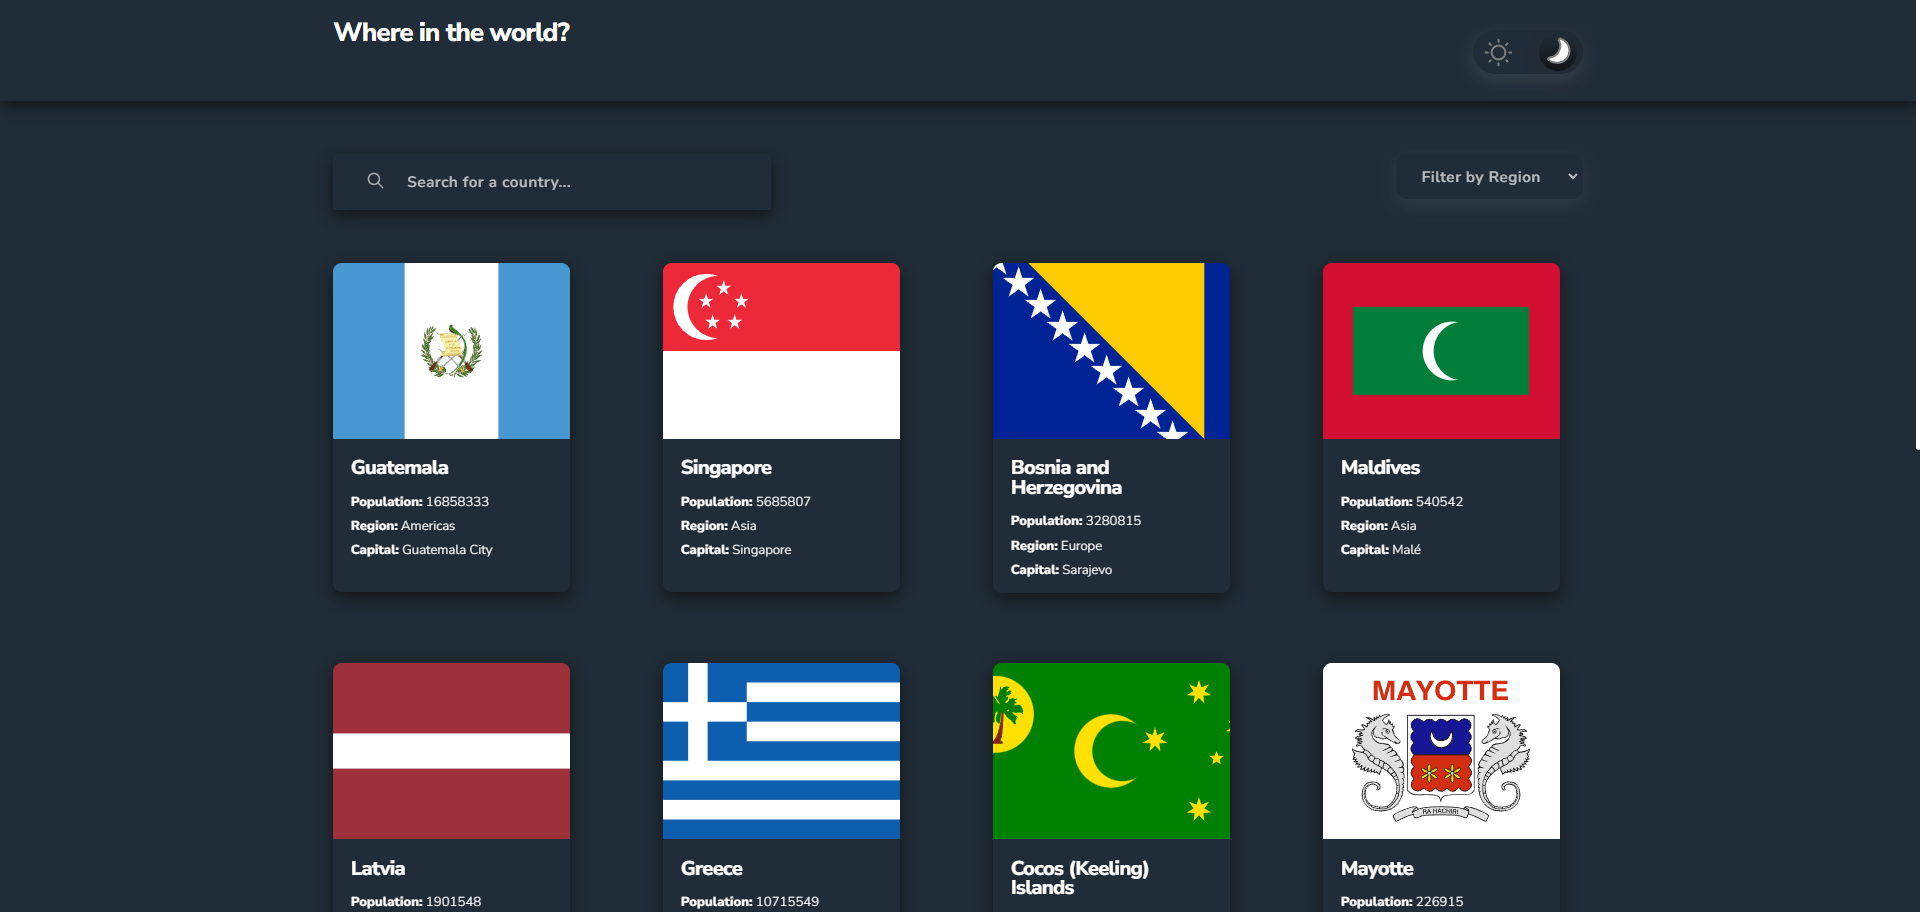 Where in the world?
Search for a country...
Filter by Region
Guatemala
Population: 16858333
Region: Americas
Capital: Guatemala City
Singapore
Population: 5685807
Region: Asia
Capital: Singapore
Bosnia and
Herzegovina
Population: 3280815
Region: Europe
Capital: Sarajevo
Maldives
Population: 540542
Region: Asia
Capital: Malé
Latvia
Population: 1901548
Greece
Population: 10715549
Cocos (Keeling)
Islands
MAYOTTE
RA HACHIRI
Mayotte
Population: 226915